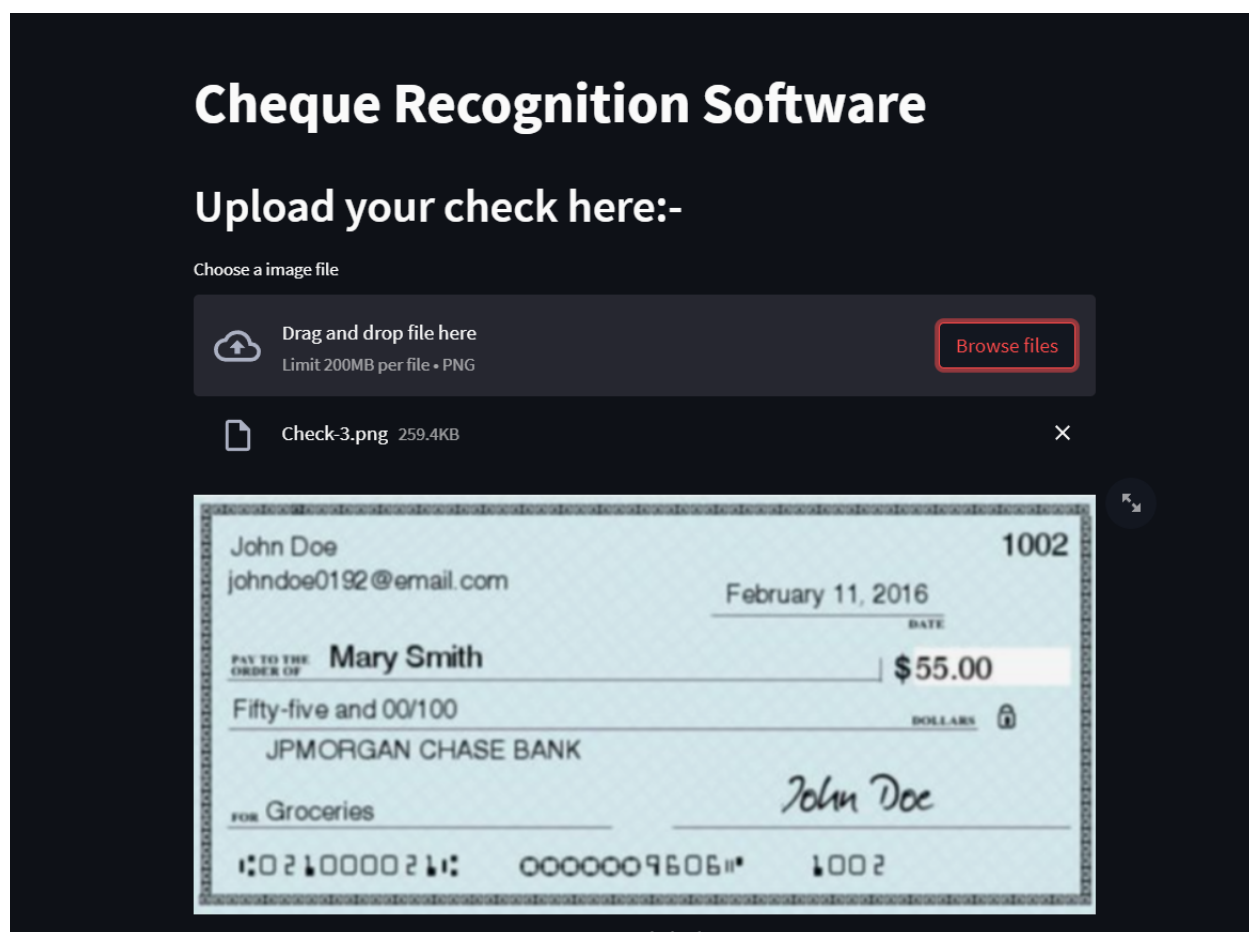 Cheque Recognition Software
Upload your check here:-
Choose a image file
Drag and drop file here
Limit 200MB per file • PNG
Browse files
Check-3.png 259.4KB
John Doe
1002
johndoe0192@email.com
February 11, 2016
DATE
PAY TO THE
ORDER OF
Mary Smith
$55.00
Fifty-five and 00/100
DOLLARS
JPMORGAN CHASE BANK
John Doe
FOR Groceries
⑆021000021⑆ 0000009606⑈ 1002